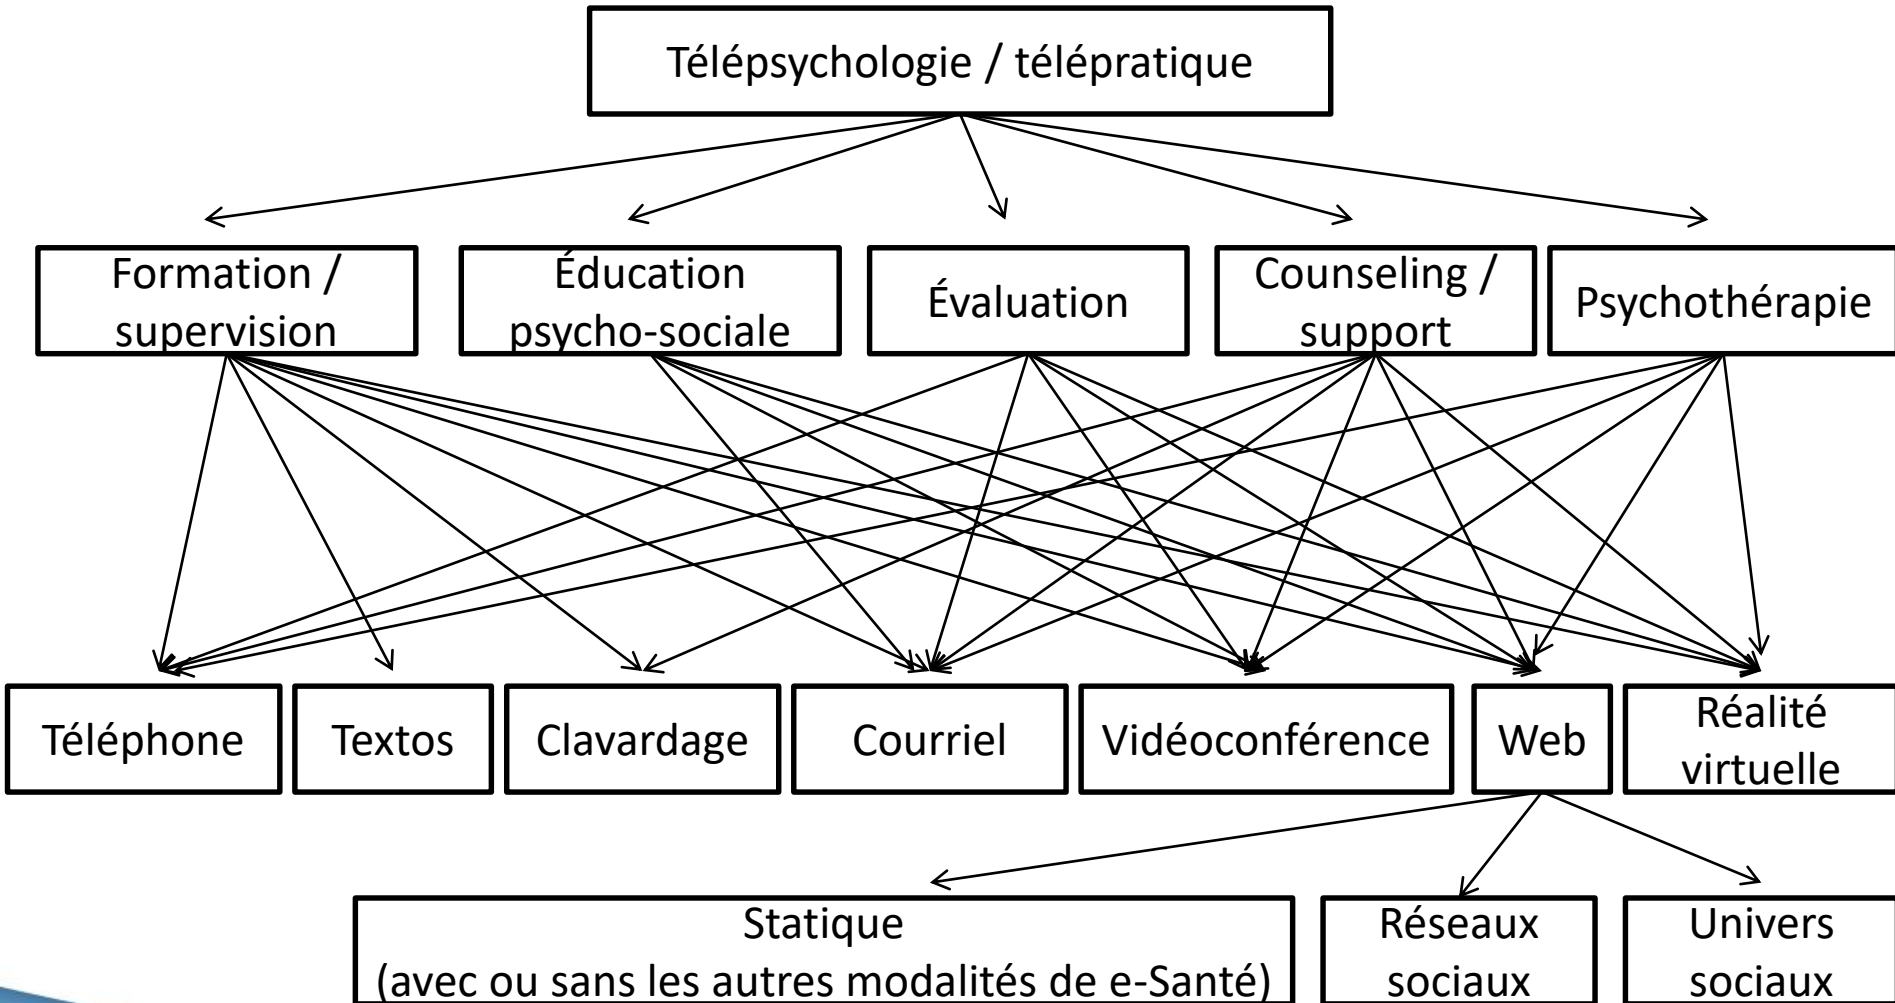 Télépsychologie / télépratique
Formation /
supervision
Éducation
psycho-sociale
Évaluation
Counseling /
support
Psychothérapie
Téléphone
Textos
Clavardage
Courriel
Vidéoconférence
Web
Réalité
virtuelle
Statique
(avec ou sans les autres modalités de e-Santé)
Réseaux
sociaux
Univers
sociaux